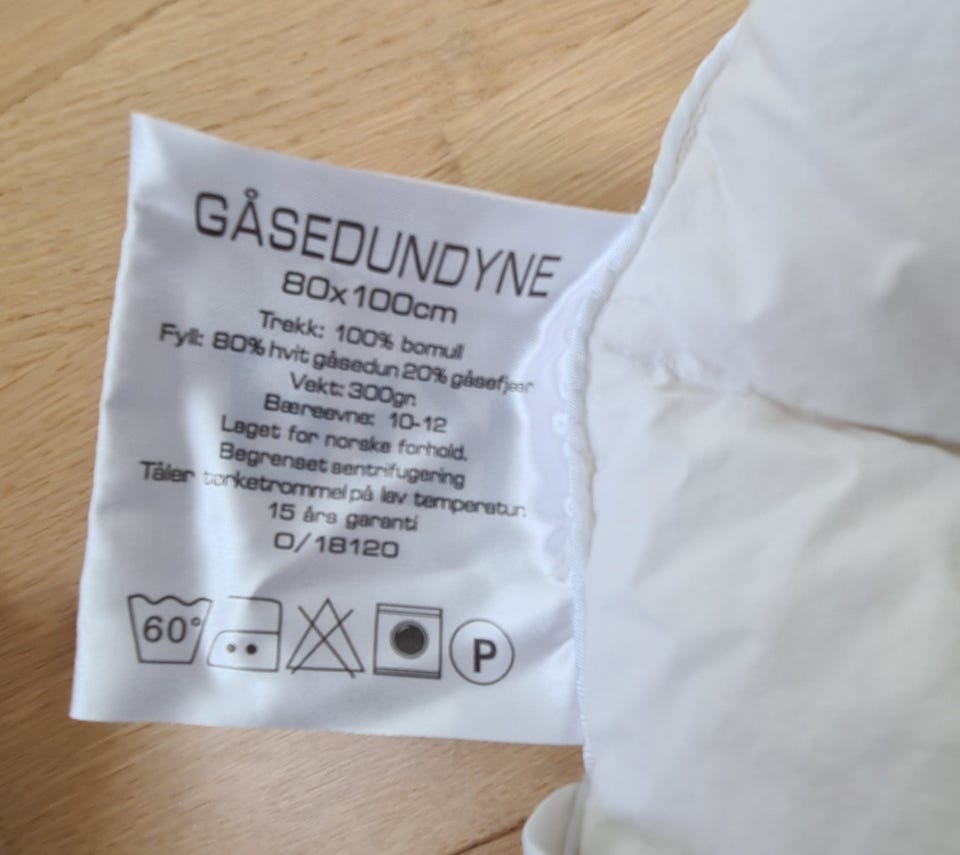 GÅSEDUNDYNE
80x100cm
Trekk: 100% bomull
Fyll: 80% hvit gåsedun 20% gåsefjær
Vekt: 300gr.
Bæreevne: 10-12
Laget for norske forhold.
Begrenset sentrifugering
Tåler tørketrommel på lav temperatur.
15 års garanti
O/18120
60° P